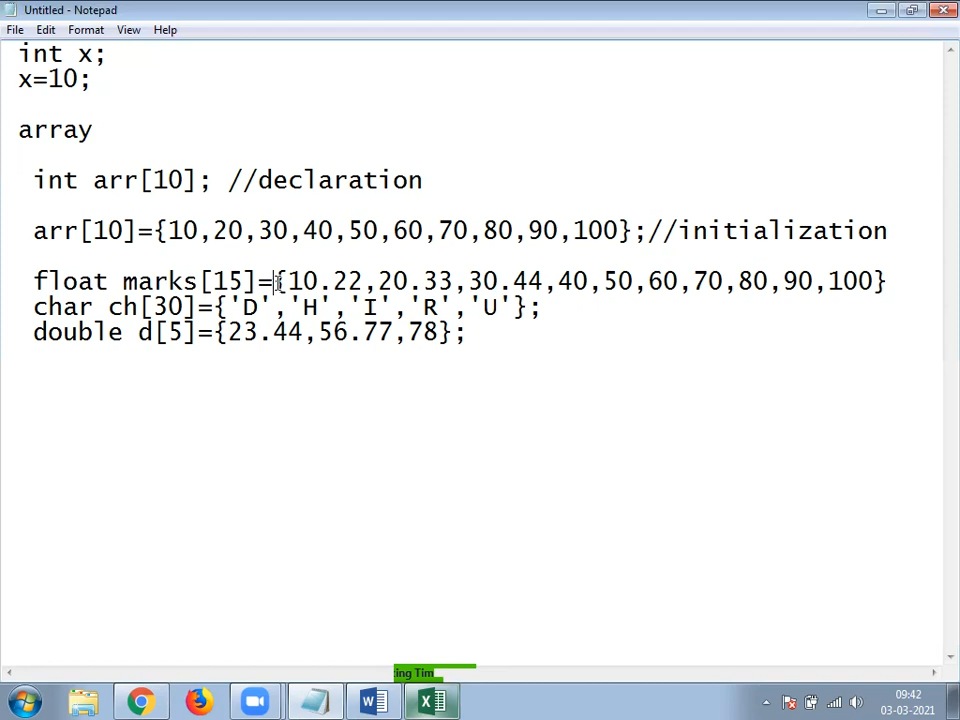 Untitled - Notepad
File Edit Format View Help
int x;
x=10;
array
int arr[10]; //declaration
arr[10]={10,20,30,40,50,60,70,80,90,100};//initialization
float marks[15]={10.22,20.33,30.44,40,50,60,70,80,90,100}
char ch[30]={'D','H','I','R','U'};
double d[5]={23.44,56.77,78};
ing Tim
09:42
03-03-2021